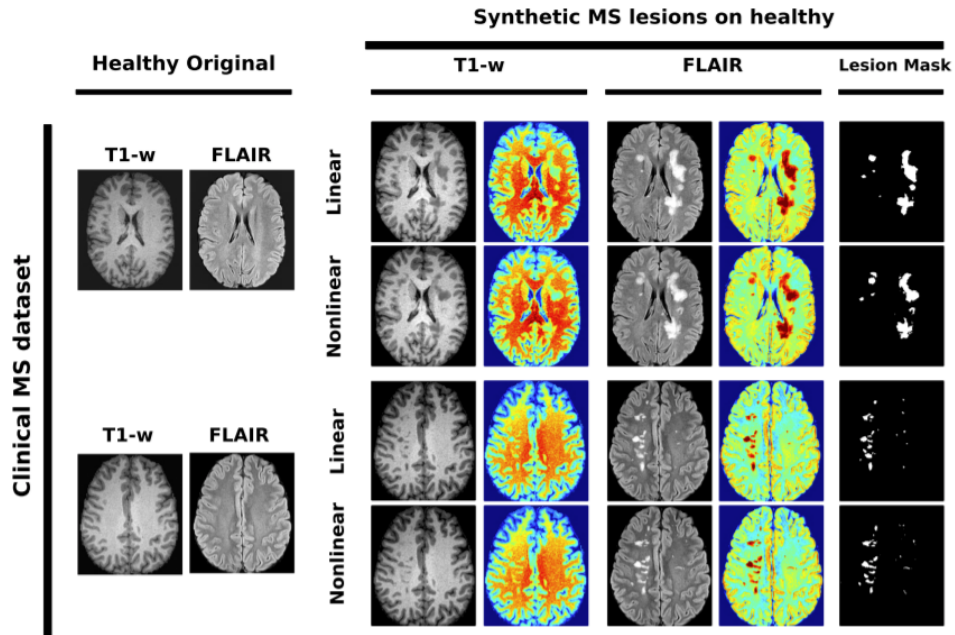 Synthetic MS lesions on healthy
Healthy Original
T1-w
FLAIR
Lesion Mask
Clinical MS dataset
T1-w
FLAIR
Linear
Nonlinear
T1-w
FLAIR
Linear
Nonlinear